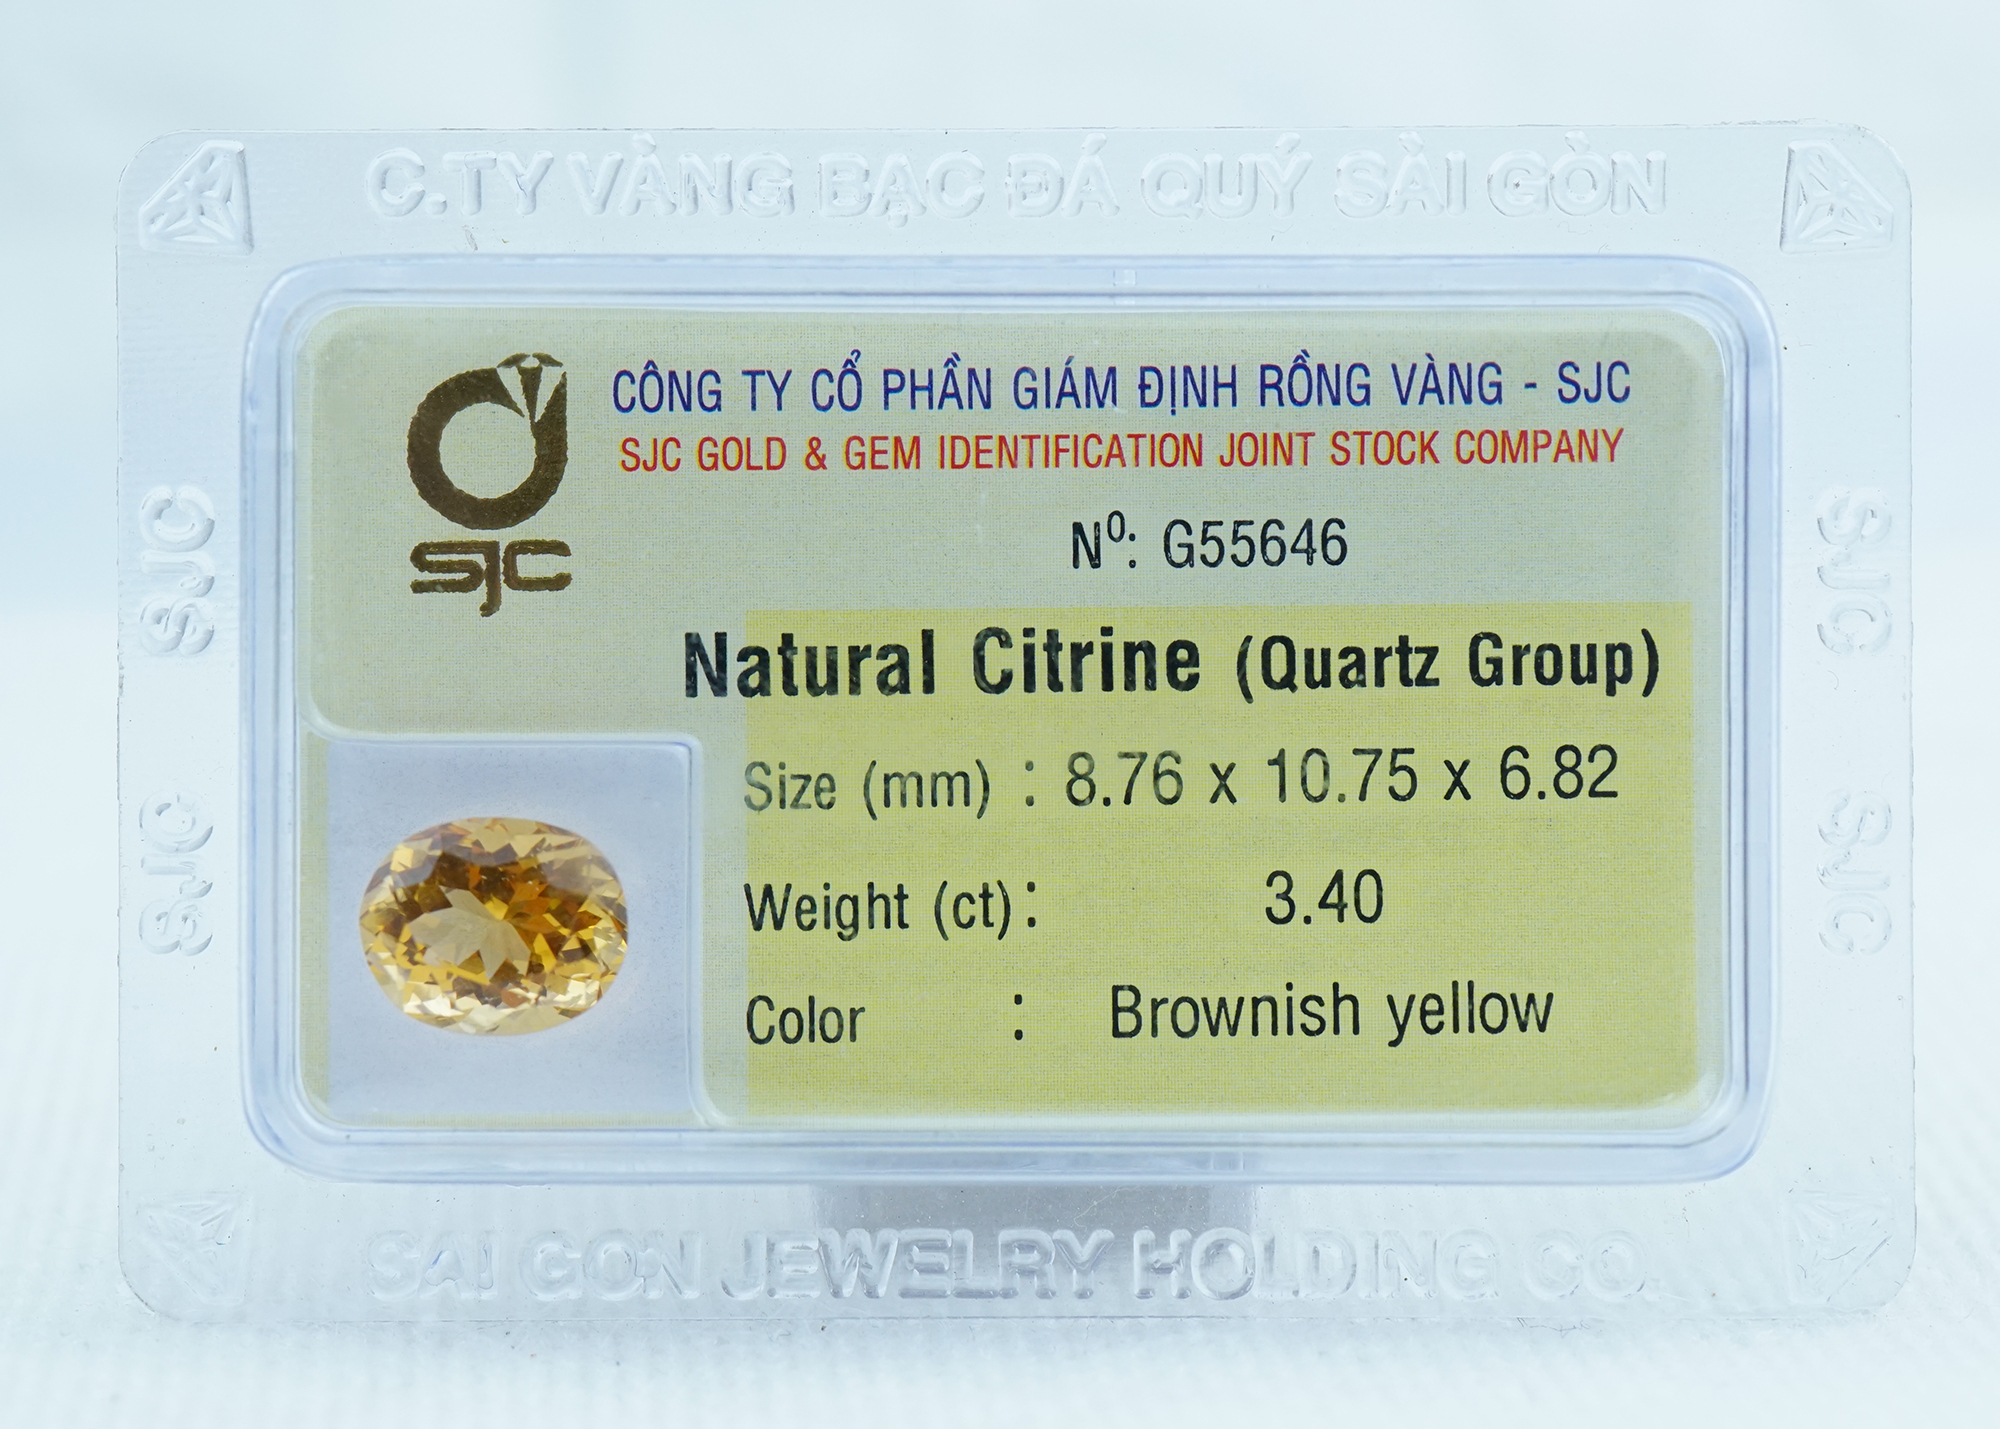 C.TY VÀNG BẠC ĐÁ QUÝ SÀI GÒN
CÔNG TY CỔ PHẦN GIÁM ĐỊNH RỒNG VÀNG - SJC
SJC GOLD & GEM IDENTIFICATION JOINT STOCK COMPANY
SJC
Nº: G55646
Natural Citrine (Quartz Group)
Size (mm) : 8.76 x 10.75 x 6.82
Weight (ct): 3.40
Color : Brownish yellow
SJC
SJC
SJC
SJC
SAI GON JEWELRY HOLDING CO.